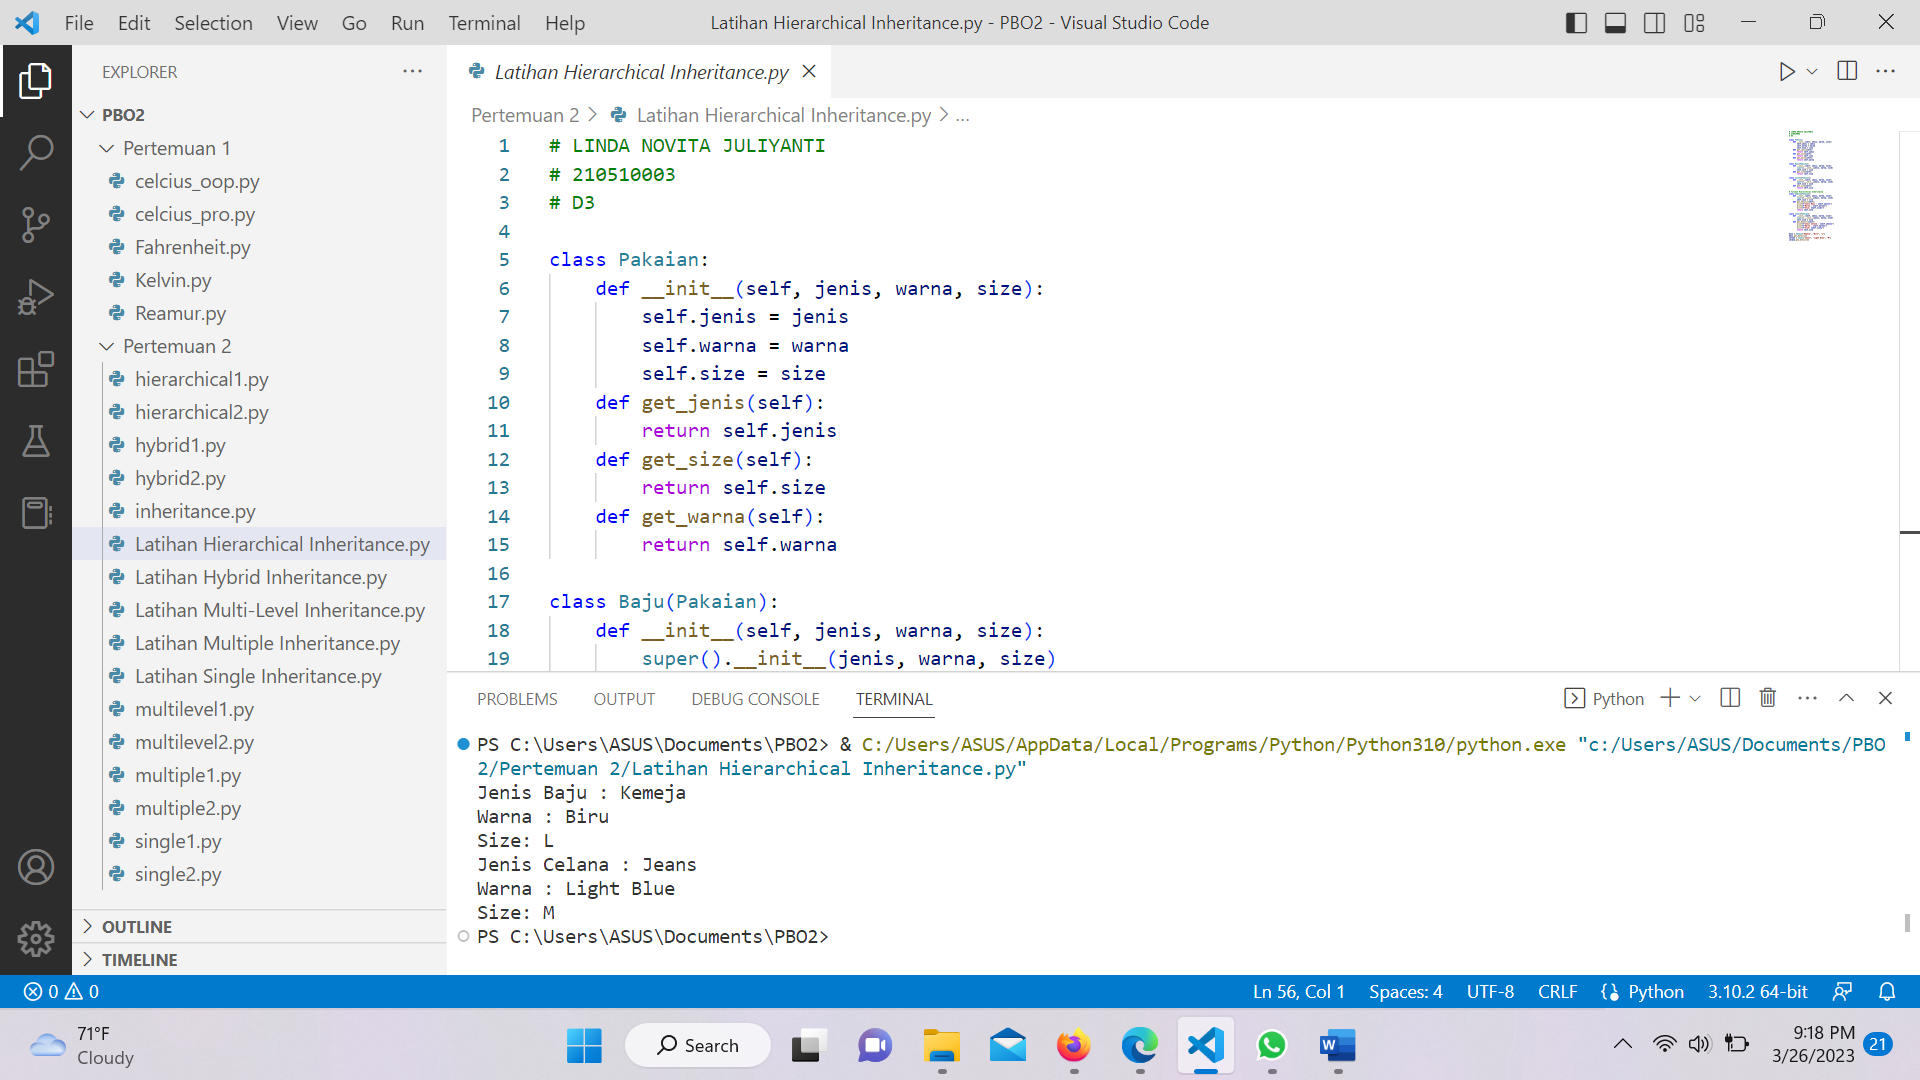 File Edit Selection View Go Run Terminal Help
Latihan Hierarchical Inheritance.py - PBO2 - Visual Studio Code
EXPLORER
PBO2
Pertemuan 1
celcius_oop.py
celcius_pro.py
Fahrenheit.py
Kelvin.py
Reamur.py
Pertemuan 2
hierarchical1.py
hierarchical2.py
hybrid1.py
hybrid2.py
inheritance.py
Latihan Hierarchical Inheritance.py
Latihan Hybrid Inheritance.py
Latihan Multi-Level Inheritance.py
Latihan Multiple Inheritance.py
Latihan Single Inheritance.py
multilevel1.py
multilevel2.py
multiple1.py
multiple2.py
single1.py
single2.py
OUTLINE
TIMELINE
Latihan Hierarchical Inheritance.py
Pertemuan 2 > Latihan Hierarchical Inheritance.py > ...
1 # LINDA NOVITA JULIYANTI
2 # 210510003
3 # D3
4
5 class Pakaian:
6 def __init__(self, jenis, warna, size):
7 self.jenis = jenis
8 self.warna = warna
9 self.size = size
10 def get_jenis(self):
11 return self.jenis
12 def get_size(self):
13 return self.size
14 def get_warna(self):
15 return self.warna
16
17 class Baju(Pakaian):
18 def __init__(self, jenis, warna, size):
19 super().__init__(jenis, warna, size)
PROBLEMS OUTPUT DEBUG CONSOLE TERMINAL
Python
PS C:\Users\ASUS\Documents\PBO2> & C:/Users/ASUS/AppData/Local/Programs/Python/Python310/python.exe "c:/Users/ASUS/Documents/PBO
2/Pertemuan 2/Latihan Hierarchical Inheritance.py"
Jenis Baju : Kemeja
Warna : Biru
Size: L
Jenis Celana : Jeans
Warna : Light Blue
Size: M
PS C:\Users\ASUS\Documents\PBO2>
0 0
Ln 56, Col 1 Spaces: 4 UTF-8 CRLF Python 3.10.2 64-bit
71°F
Cloudy
Search
9:18 PM
3/26/2023
21